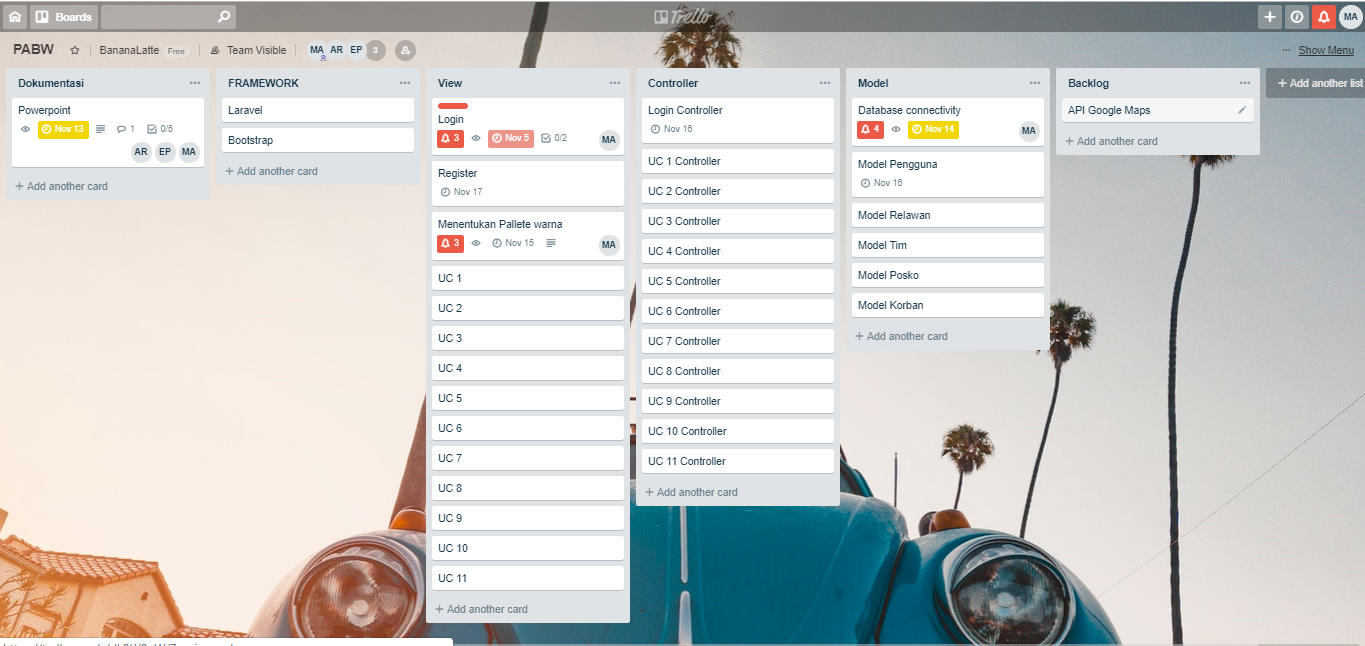 Boards
Trello
MA
PABW
BananaLatte Free
Team Visible
MA AR EP 3
... Show Menu
Dokumentasi
Powerpoint
Nov 13 1 0/5
AR EP MA
+ Add another card
FRAMEWORK
Laravel
Bootstrap
+ Add another card
View
Login
3 Nov 5 0/2 MA
Register
Nov 17
Menentukan Pallete warna
3 Nov 15 MA
UC 1
UC 2
UC 3
UC 4
UC 5
UC 6
UC 7
UC 8
UC 9
UC 10
UC 11
+ Add another card
Controller
Login Controller
Nov 16
UC 1 Controller
UC 2 Controller
UC 3 Controller
UC 4 Controller
UC 5 Controller
UC 6 Controller
UC 7 Controller
UC 8 Controller
UC 9 Controller
UC 10 Controller
UC 11 Controller
+ Add another card
Model
Database connectivity
4 Nov 14 MA
Model Pengguna
Nov 16
Model Relawan
Model Tim
Model Posko
Model Korban
+ Add another card
Backlog
API Google Maps
+ Add another card
+ Add another list